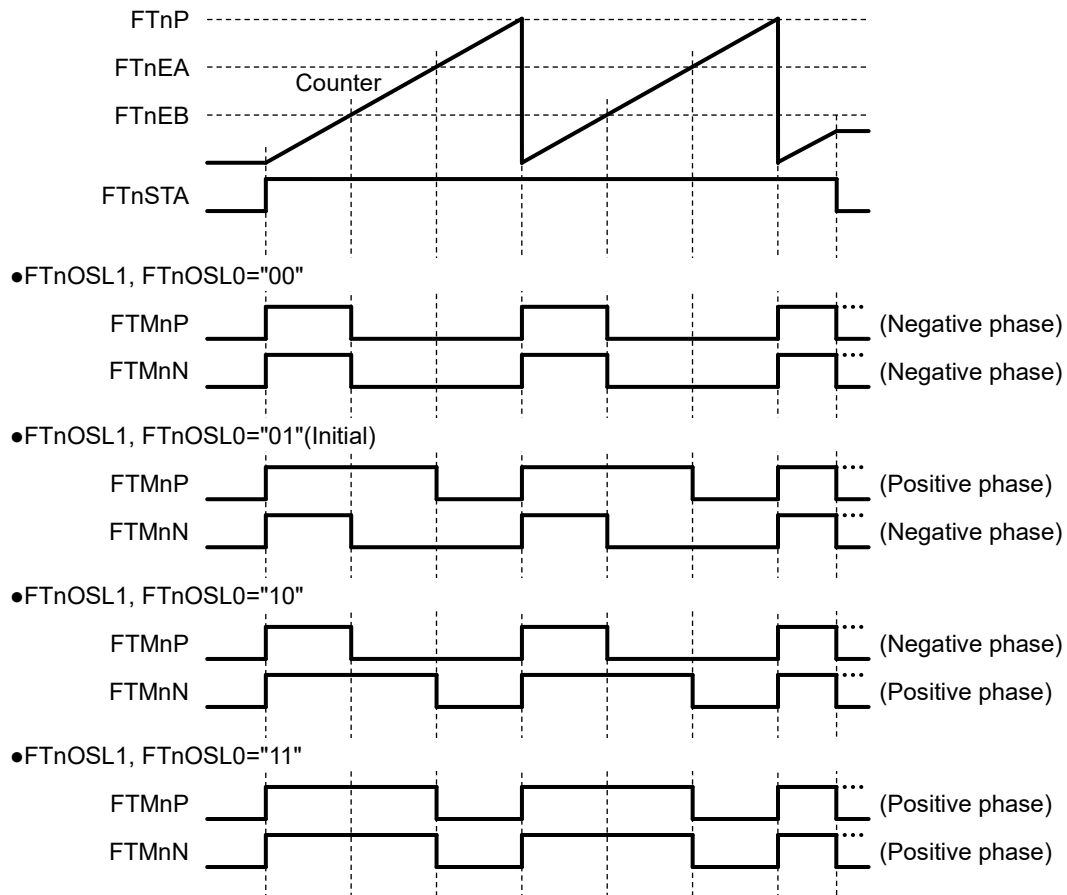 FTnP
FTnEA
Counter
FTnEB
FTnSTA
●FTnOSL1, FTnOSL0="00"
FTMnP (Negative phase)
FTMnN (Negative phase)
●FTnOSL1, FTnOSL0="01"(Initial)
FTMnP (Positive phase)
FTMnN (Negative phase)
●FTnOSL1, FTnOSL0="10"
FTMnP (Negative phase)
FTMnN (Positive phase)
●FTnOSL1, FTnOSL0="11"
FTMnP (Positive phase)
FTMnN (Positive phase)